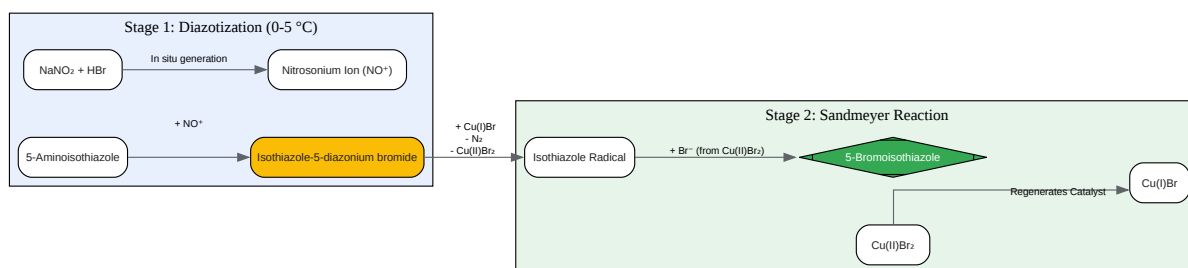 Stage 1: Diazotization (0-5 °C)
NaNO₂ + HBr
In situ generation
Nitrosonium Ion (NO⁺)
5-Aminoisothiazole
+ NO⁺
Isothiazole-5-diazonium bromide
+ Cu(I)Br
- N₂
- Cu(II)Br₂
Stage 2: Sandmeyer Reaction
Isothiazole Radical
+ Br⁻ (from Cu(II)Br₂)
5-Bromoisothiazole
Regenerates Catalyst
Cu(I)Br
Cu(II)Br₂